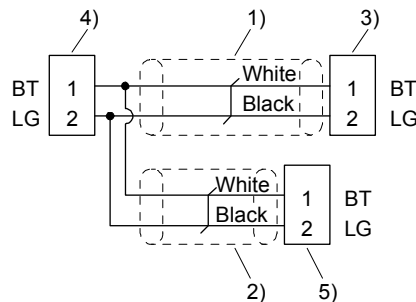 4) 1) 3)
White
BT 1 1 BT
Black
LG 2 2 LG
White
1 BT
Black
2 LG
2) 5)